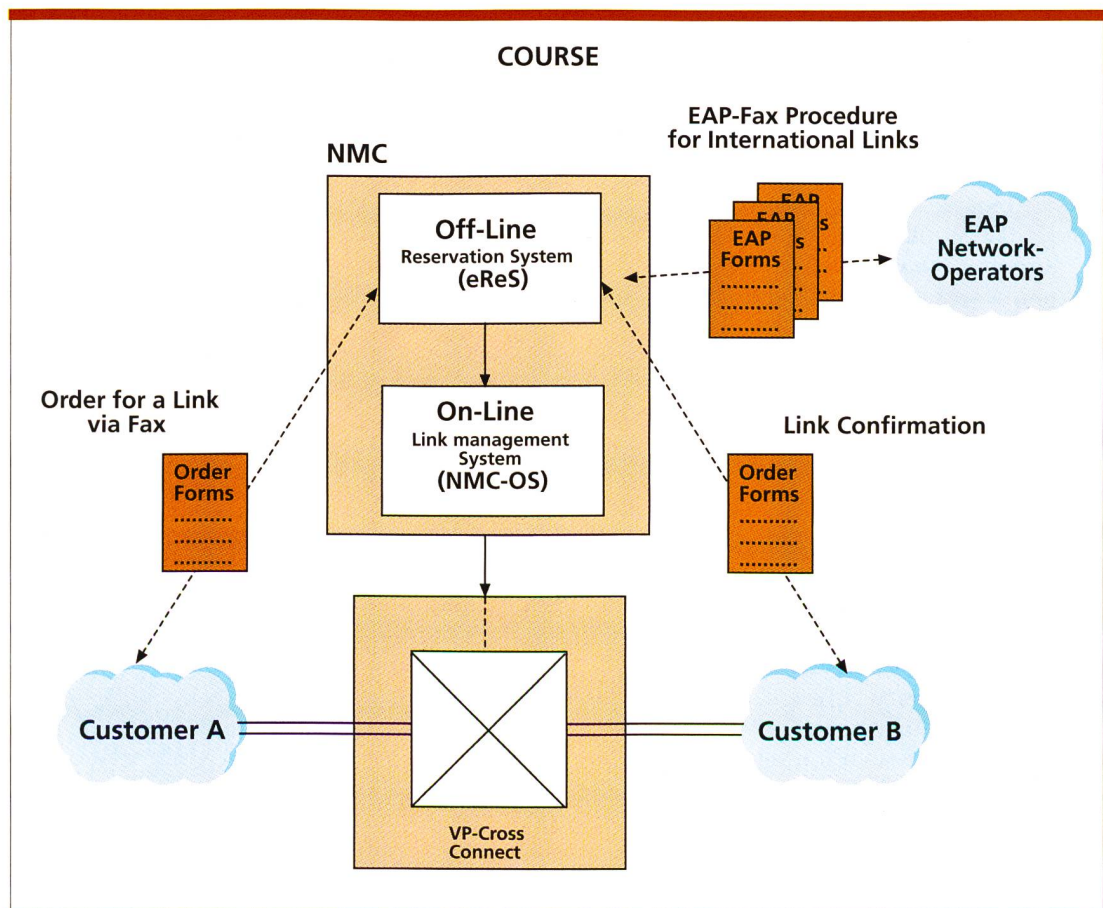 COURSE
EAP-Fax Procedure
for International Links
NMC
Off-Line
Reservation System
(eReS)
EAP
EAP
EAP
Forms
..........
..........
..........
EAP
Network-
Operators
Order for a Link
via Fax
On-Line
Link management
System
(NMC-OS)
Link Confirmation
Order
Forms
..........
..........
..........
Order
Forms
..........
..........
..........
Customer A
Customer B
VP-Cross
Connect